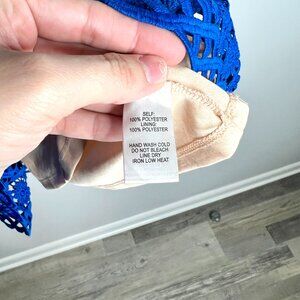 SELF:
100% POLYESTER
LINING:
100% POLYESTER
HAND WASH COLD
DO NOT BLEACH
LINE DRY
IRON LOW HEAT